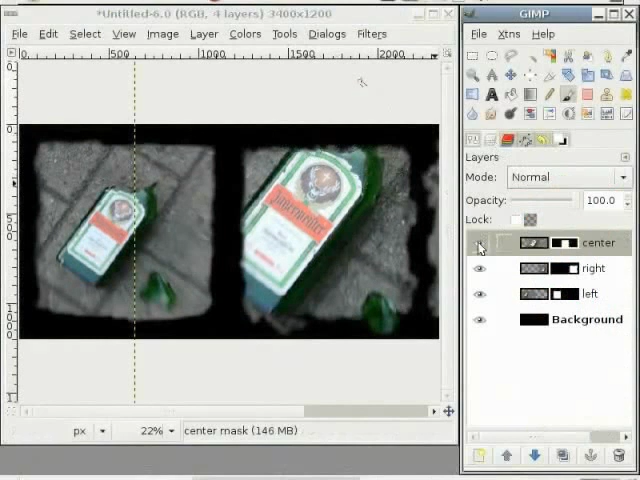 *Untitled-6.0 (RGB, 4 layers) 3400x1200
File Edit Select View Image Layer Colors Tools Dialogs Filters
0 500 1000 1500 2000
Jägermeister
px 22% center mask (146 MB)
GIMP
File Xtns Help
Layers
Mode: Normal
Opacity: 100.0
Lock:
center
right
left
Background